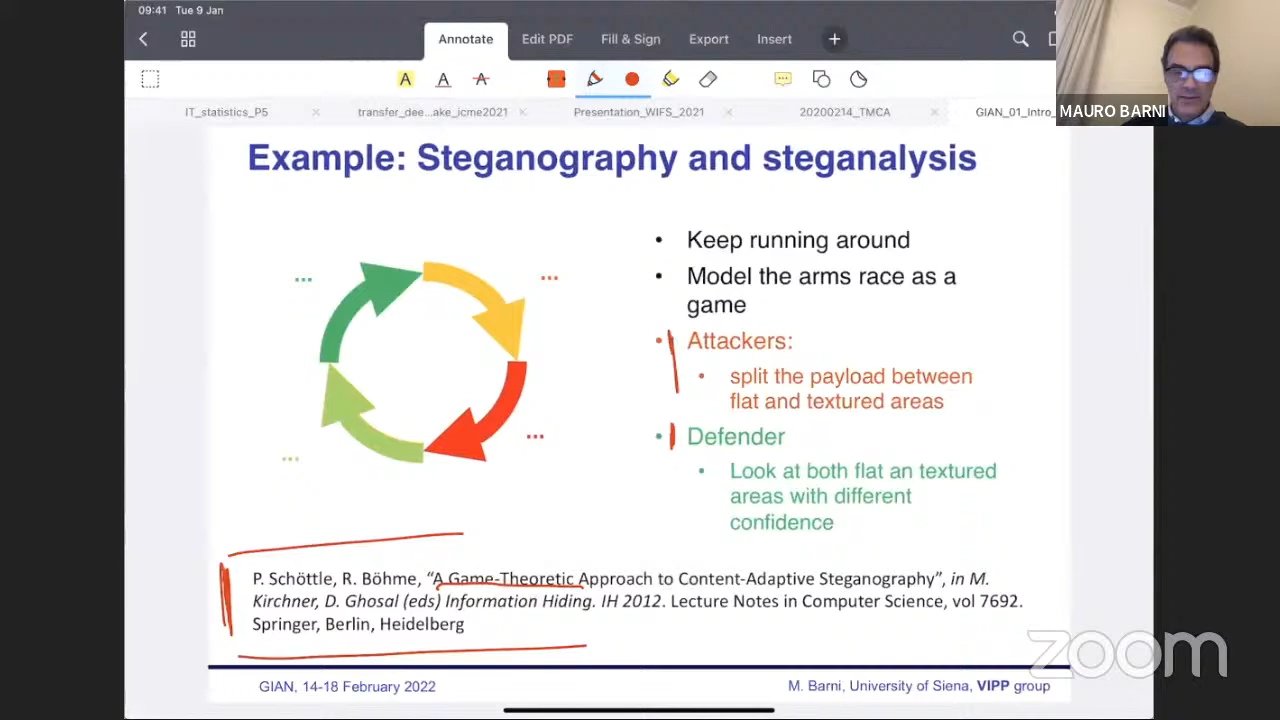 09:41 Tue 9 Jan
Annotate Edit PDF Fill & Sign Export Insert
A A A
IT_statistics_P5 transfer_dee...ake_icme2021 Presentation_WIFS_2021 20200214_TMCA GIAN_01_Intro_
MAURO BARNI
Example: Steganography and steganalysis
... ...
... ...
• Keep running around
• Model the arms race as a
game
• Attackers:
• split the payload between
flat and textured areas
• Defender
• Look at both flat an textured
areas with different
confidence
P. Schöttle, R. Böhme, “A Game-Theoretic Approach to Content-Adaptive Steganography”, in M.
Kirchner, D. Ghosal (eds) Information Hiding. IH 2012. Lecture Notes in Computer Science, vol 7692.
Springer, Berlin, Heidelberg
zoom
GIAN, 14-18 February 2022 M. Barni, University of Siena, VIPP group